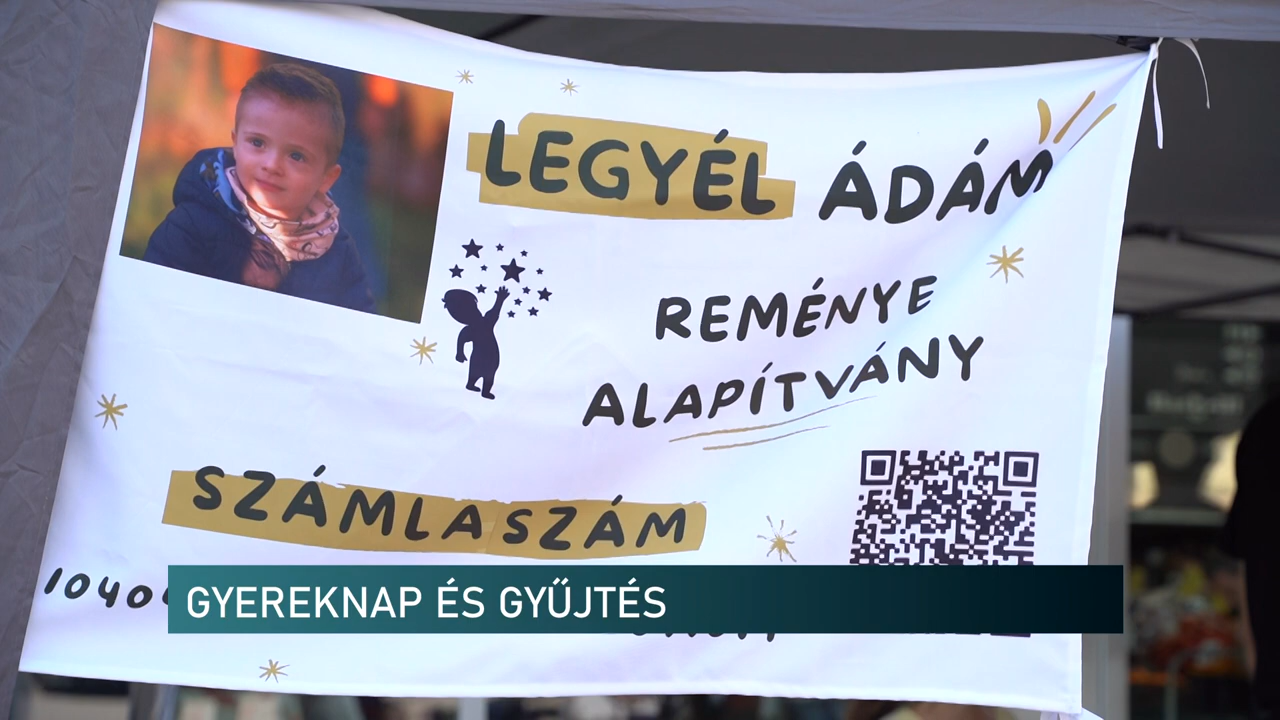 LEGYÉL ÁDÁM
REMÉNYE
ALAPÍTVÁNY
SZÁMLASZÁM
GYEREKNAP ÉS GYŰJTÉS